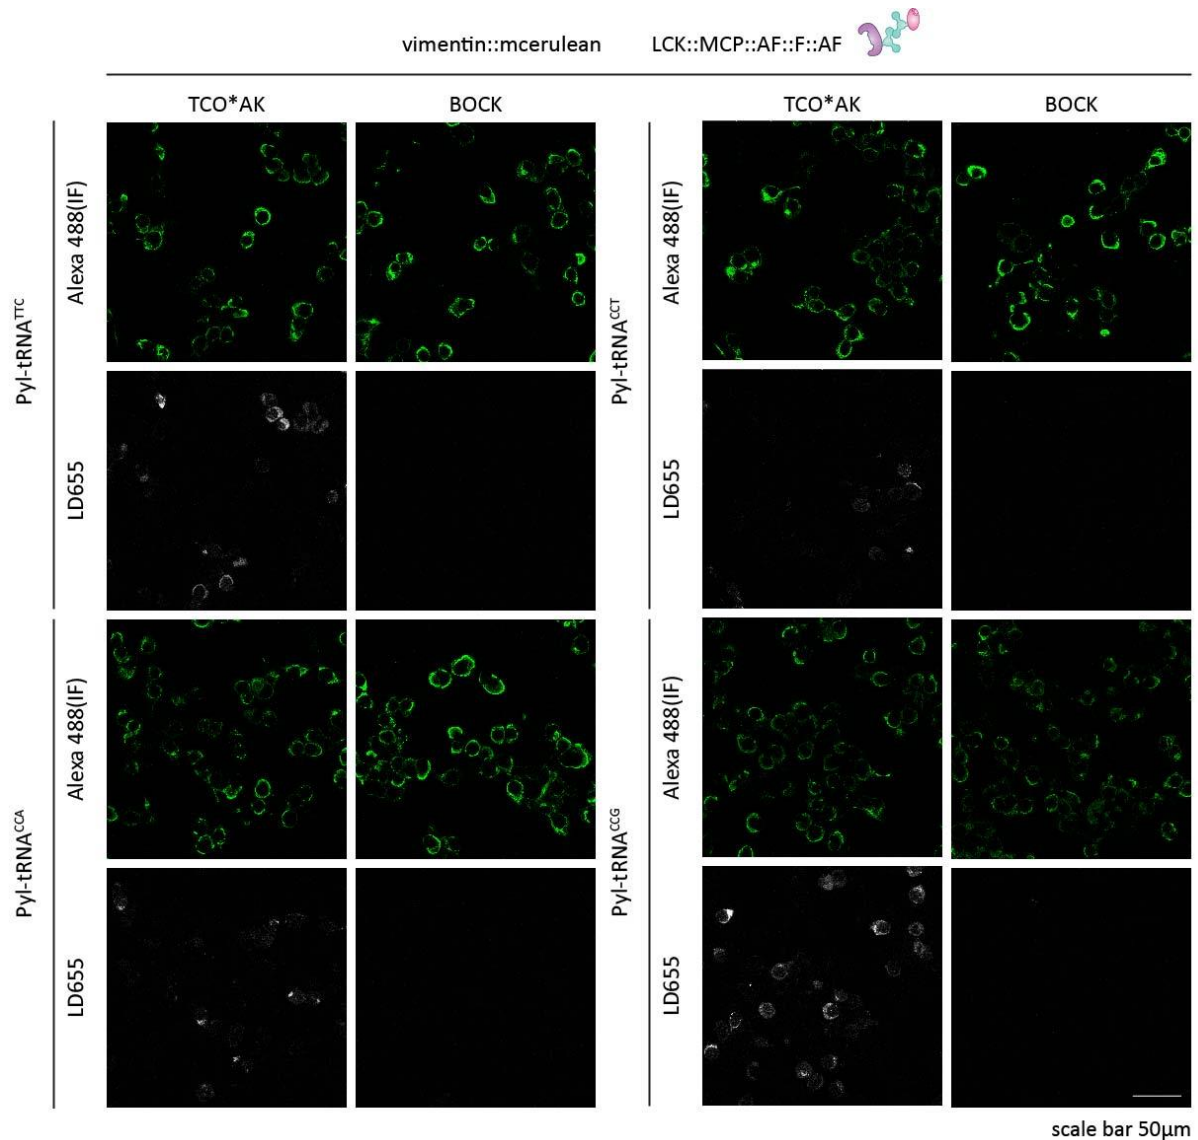 vimentin::mcerulean LCK::MCP::AF::F::AF
TCO*AK BOCK TCO*AK BOCK
Pyl-tRNATTC
Alexa 488(IF)
LD655
Pyl-tRNACCT
Alexa 488(IF)
LD655
Pyl-tRNACCA
Alexa 488(IF)
LD655
Pyl-tRNACCG
Alexa 488(IF)
LD655
scale bar 50µm